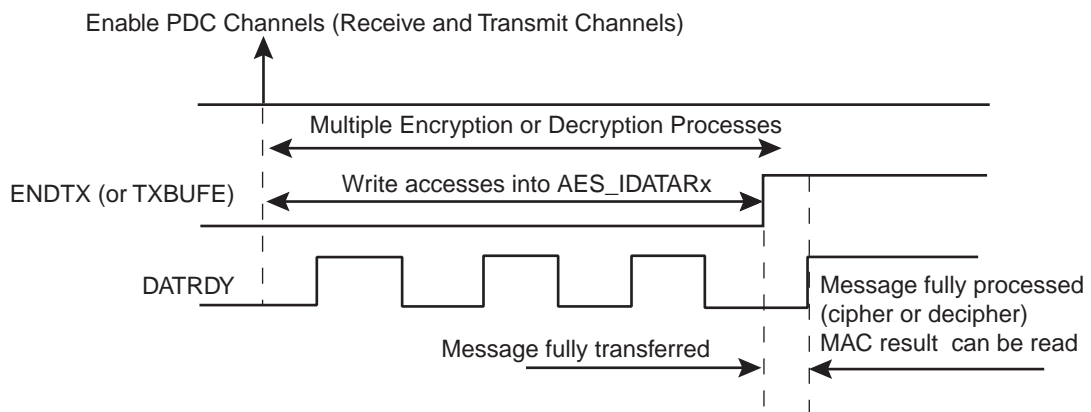 Enable PDC Channels (Receive and Transmit Channels)
Multiple Encryption or Decryption Processes
Write accesses into AES_IDATARx
ENDTX (or TXBUFE)
DATRDY
Message fully processed
(cipher or decipher)
MAC result can be read
Message fully transferred